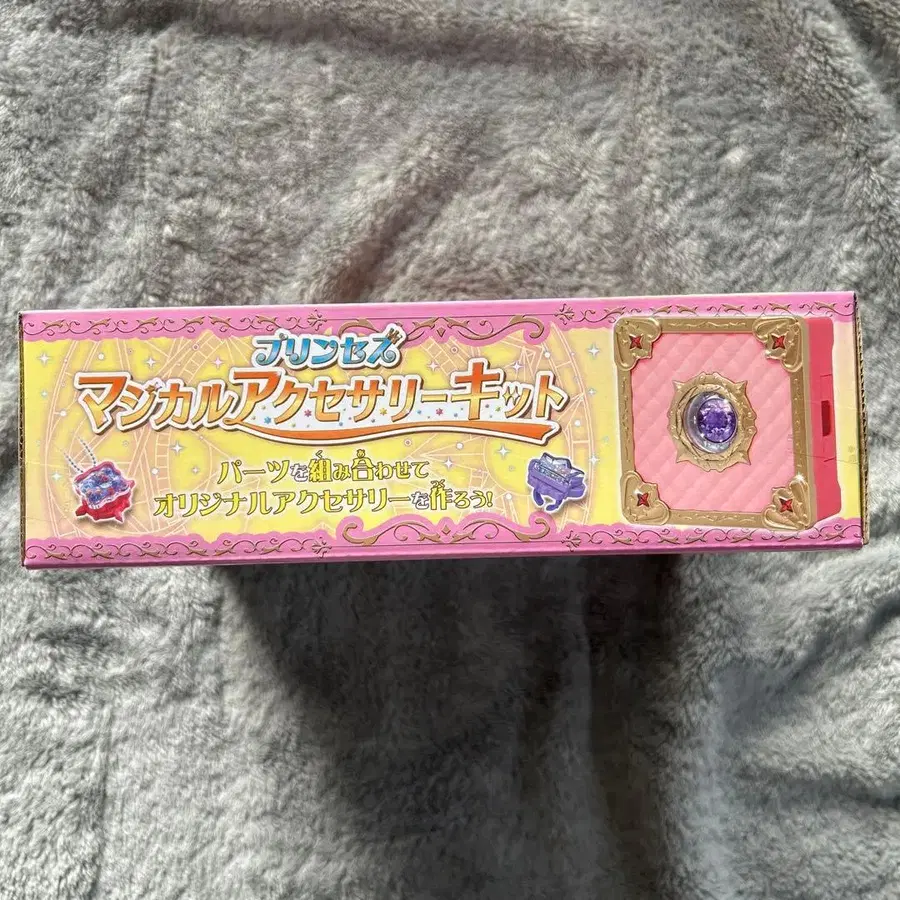 プリンセス
マジカルアクセサリーキット
パーツを組み合わせて
オリジナルアクセサリーを作ろう!